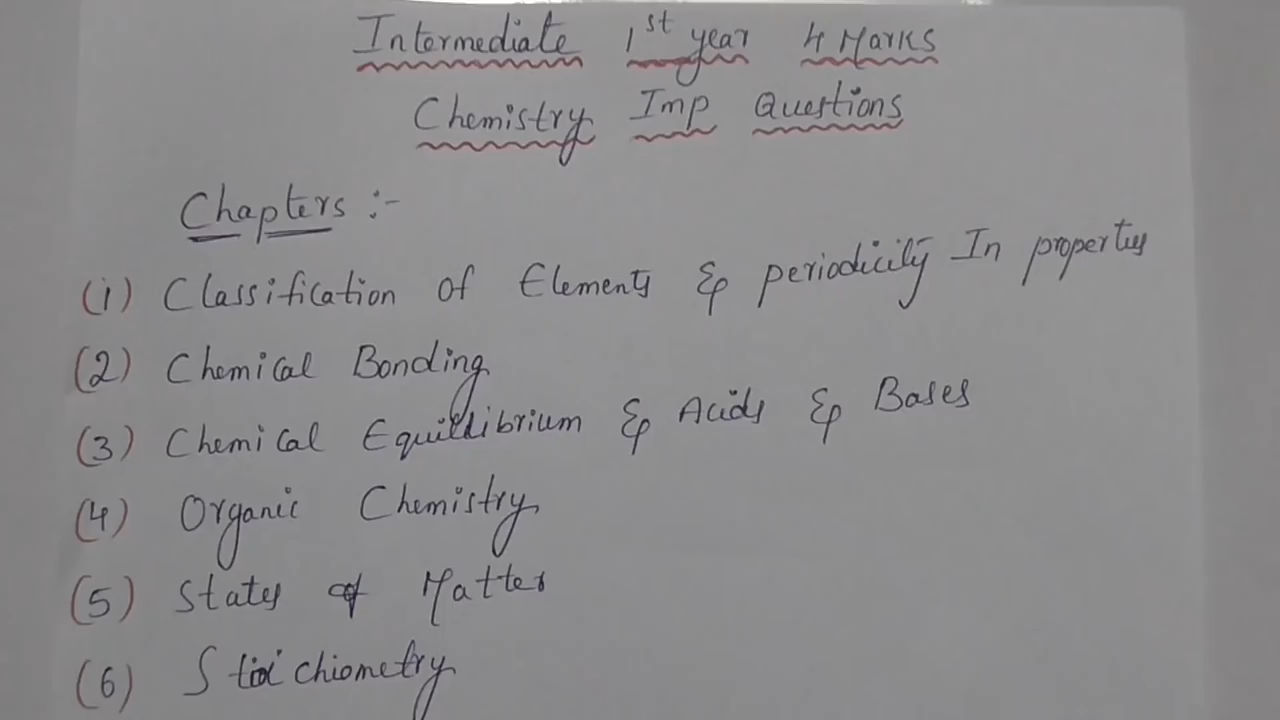 Intermediate 1st year 4 Marks
Chemistry Imp Questions
Chapters :-
(1) Classification of Elements & periodicity In properties
(2) Chemical Bonding
(3) Chemical Equillibrium & Acids & Bases
(4) Organic Chemistry
(5) States of Matter
(6) Stoichiometry